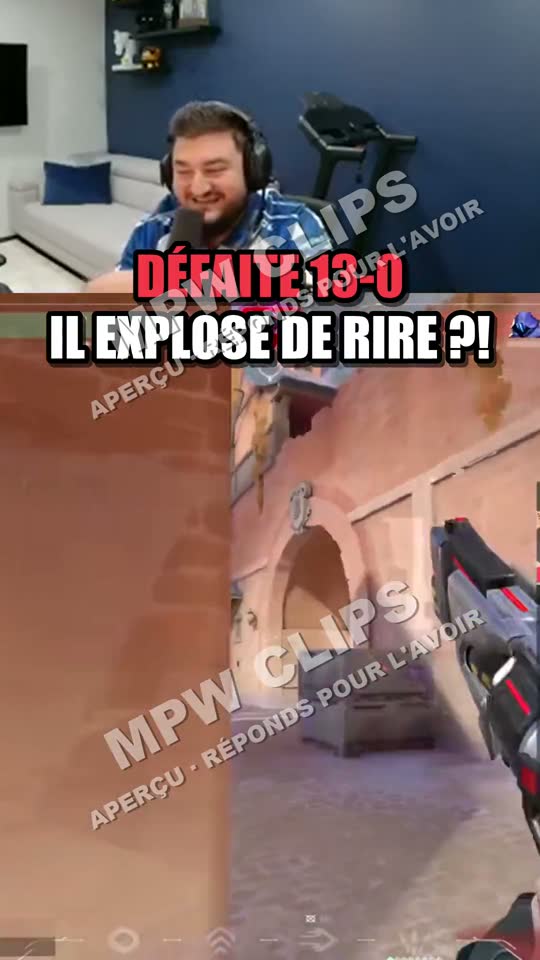 MPW CLIPS
APERÇU · RÉPONDS POUR L'AVOIR
DÉFAITE 13-0
IL EXPLOSE DE RIRE ?!
MPW CLIPS
APERÇU · RÉPONDS POUR L'AVOIR